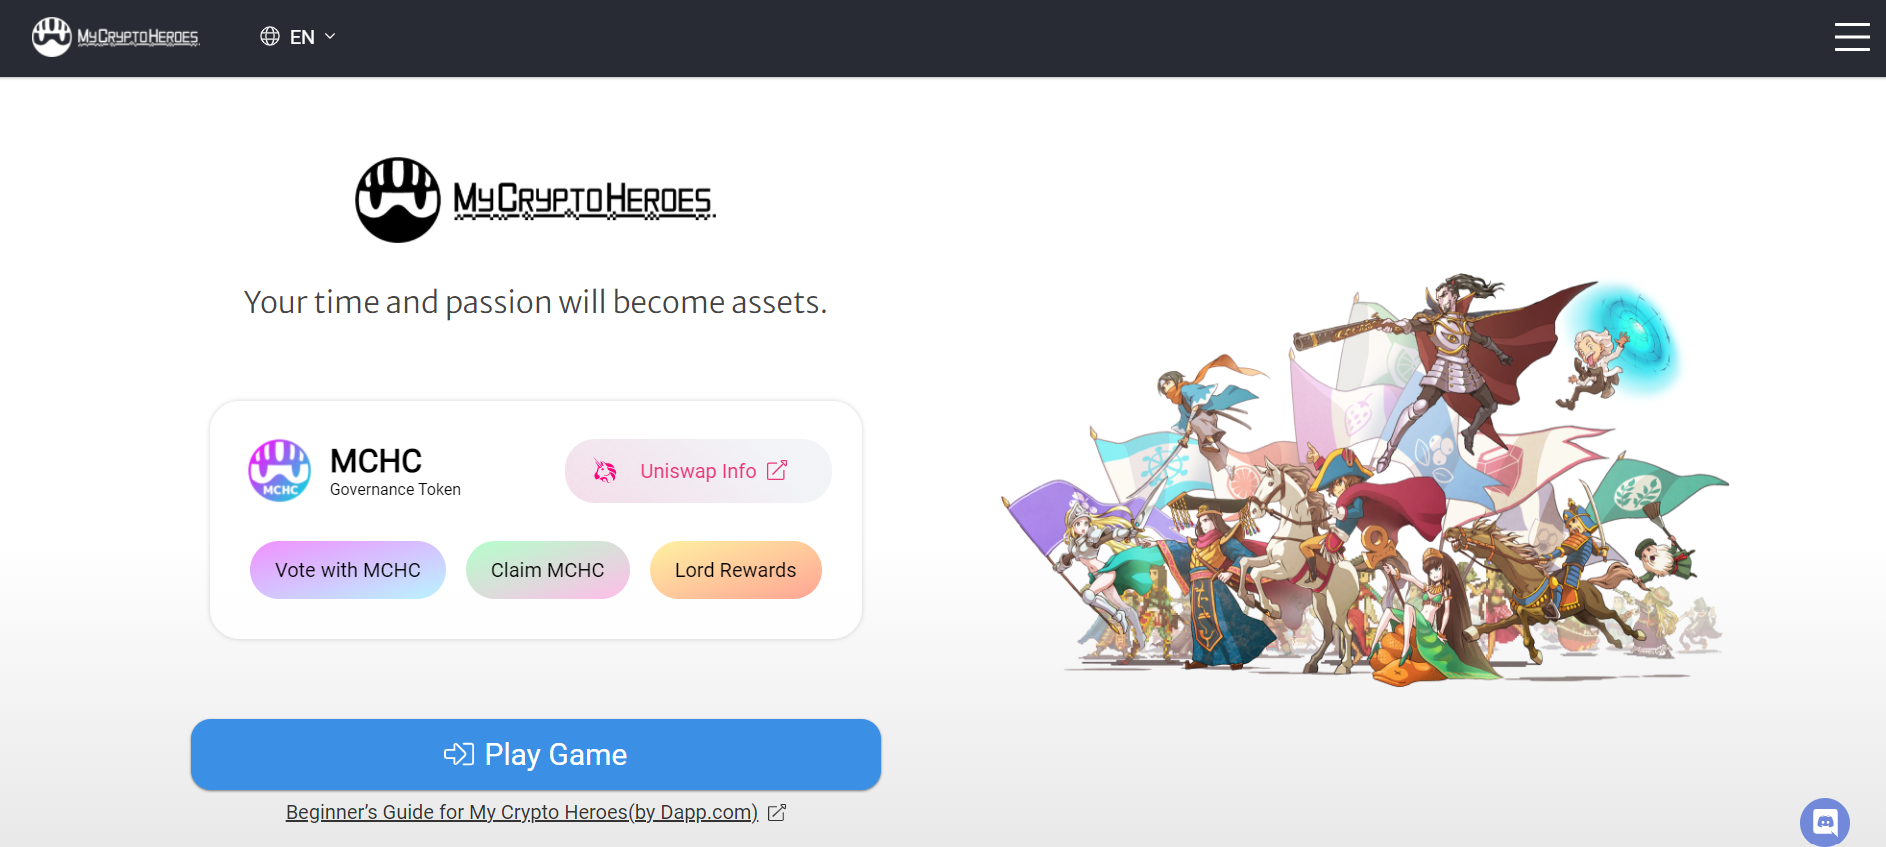 MyCryptoHeroes
EN
MyCryptoHeroes
Your time and passion will become assets.
MCHC
MCHC
Governance Token
Uniswap Info
Vote with MCHC
Claim MCHC
Lord Rewards
Play Game
Beginner’s Guide for My Crypto Heroes(by Dapp.com)